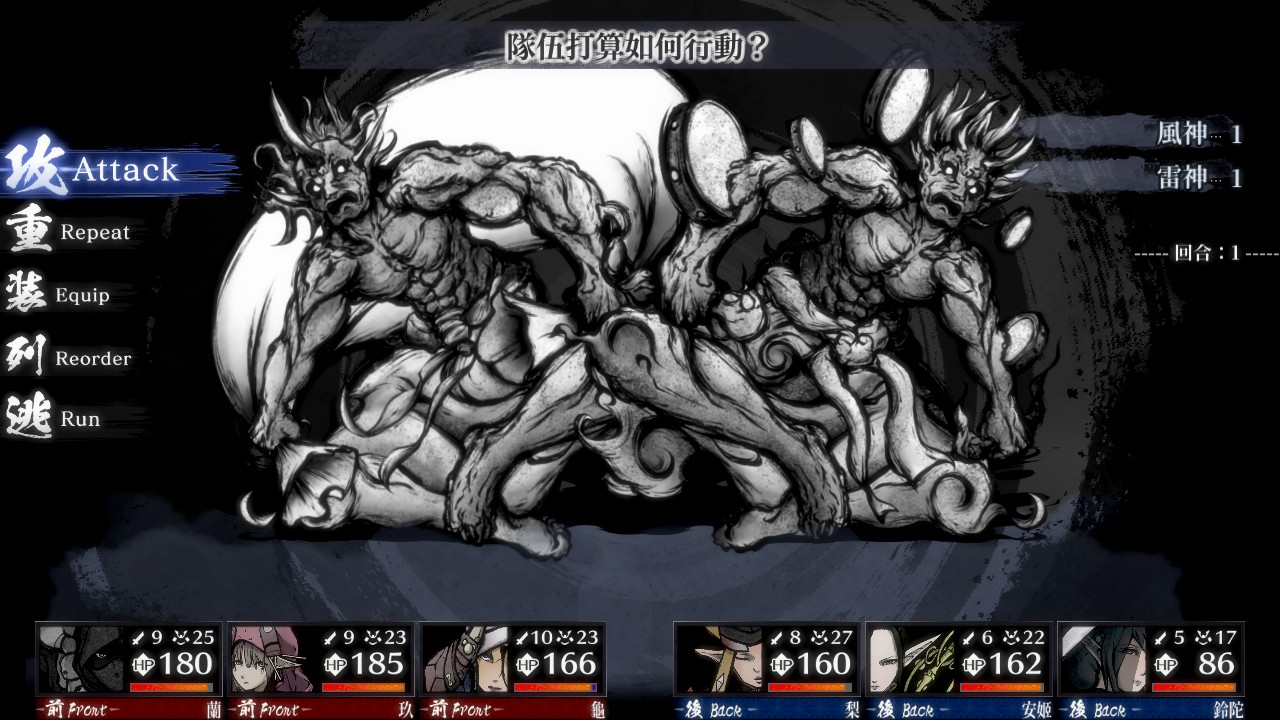 隊伍打算如何行動？
攻 Attack
重 Repeat
装 Equip
列 Reorder
逃 Run
風神… 1
雷神… 1
----- 回合：1 -----
9 25
HP 180
前 Front 蘭
9 23
HP 185
前 Front 玖
10 23
HP 166
前 Front 龜
8 27
HP 160
後 Back 梨
6 22
HP 162
後 Back 安姬
5 17
HP 86
後 Back 鈴陀